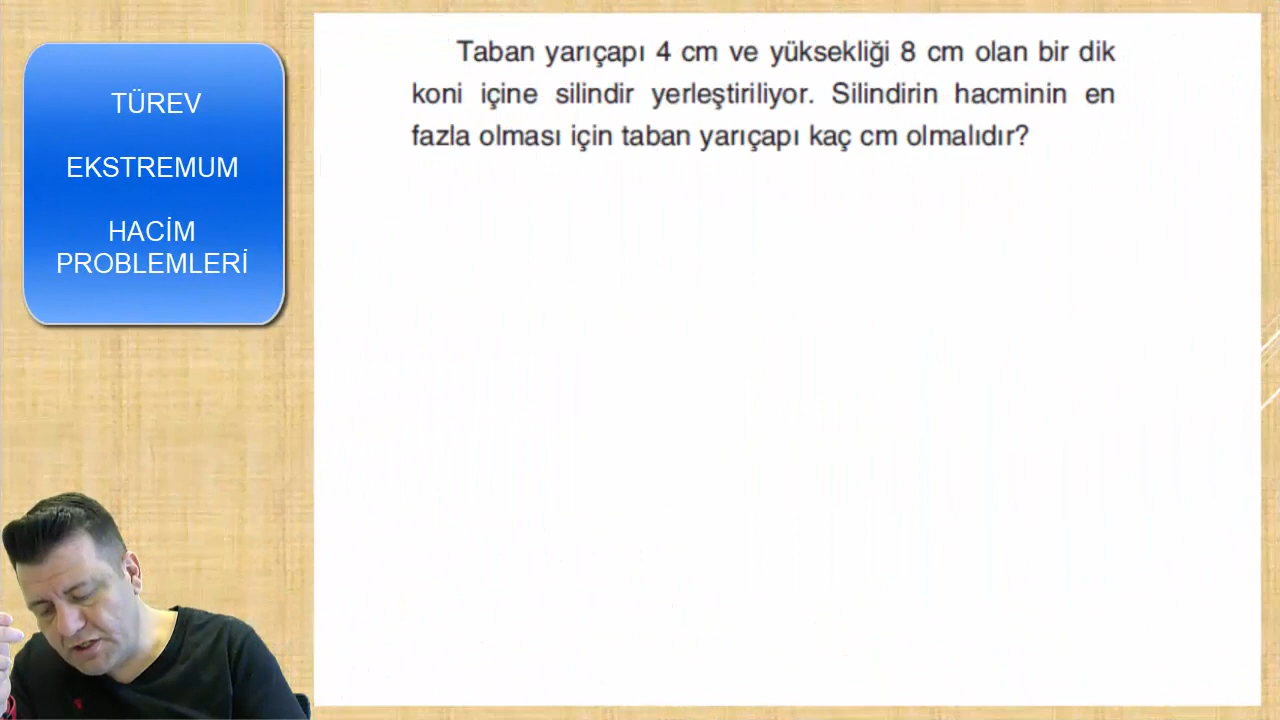 TÜREV
EKSTREMUM
HACİM
PROBLEMLERİ
Taban yarıçapı 4 cm ve yüksekliği 8 cm olan bir dik
koni içine silindir yerleştiriliyor. Silindirin hacminin en
fazla olması için taban yarıçapı kaç cm olmalıdır?